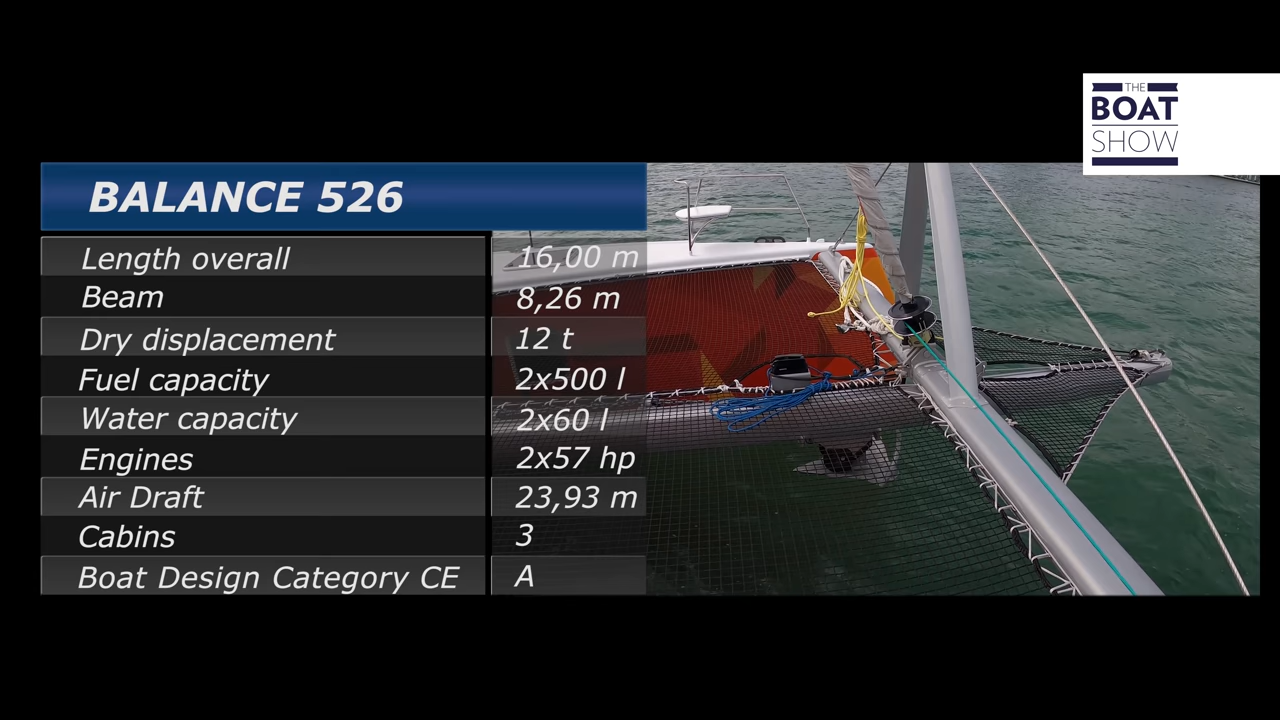 THE
BOAT
SHOW
BALANCE 526
Length overall 16,00 m
Beam 8,26 m
Dry displacement 12 t
Fuel capacity 2x500 l
Water capacity 2x60 l
Engines 2x57 hp
Air Draft 23,93 m
Cabins 3
Boat Design Category CE A